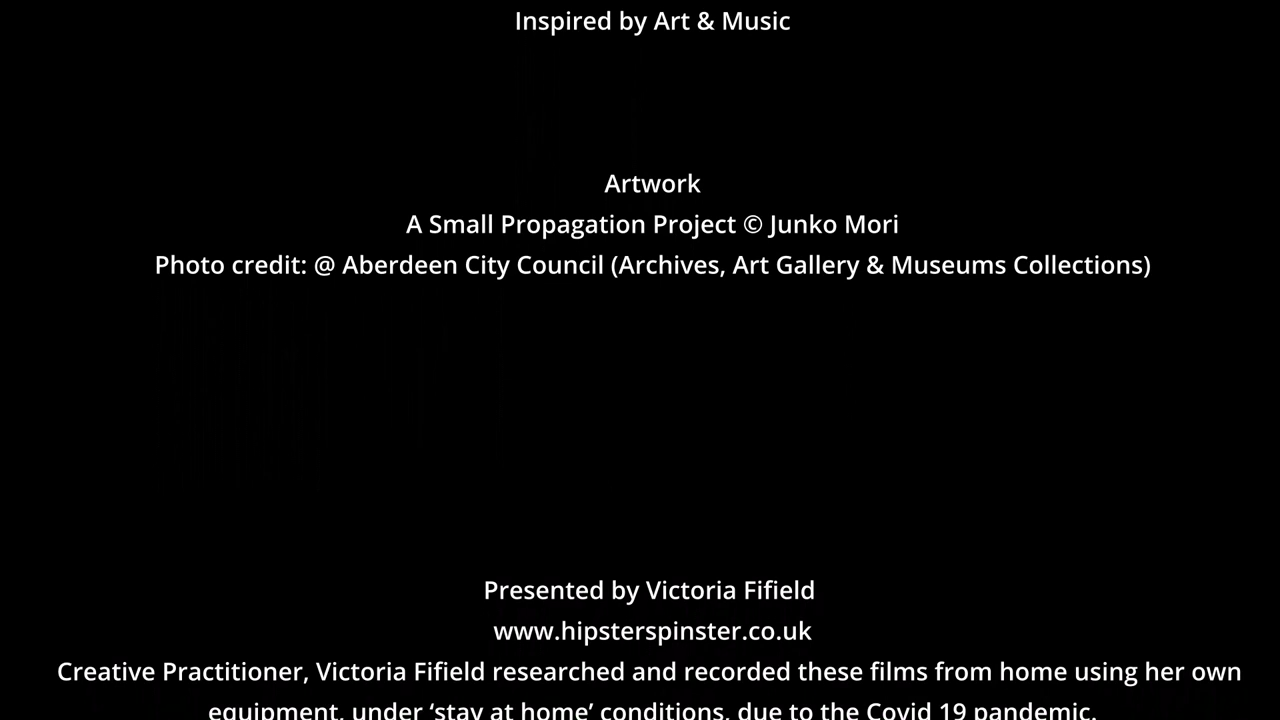 Inspired by Art & Music
Artwork
A Small Propagation Project © Junko Mori
Photo credit: @ Aberdeen City Council (Archives, Art Gallery & Museums Collections)
Presented by Victoria Fifield
www.hipsterspinster.co.uk
Creative Practitioner, Victoria Fifield researched and recorded these films from home using her own
equipment, under ‘stay at home’ conditions, due to the Covid 19 pandemic.